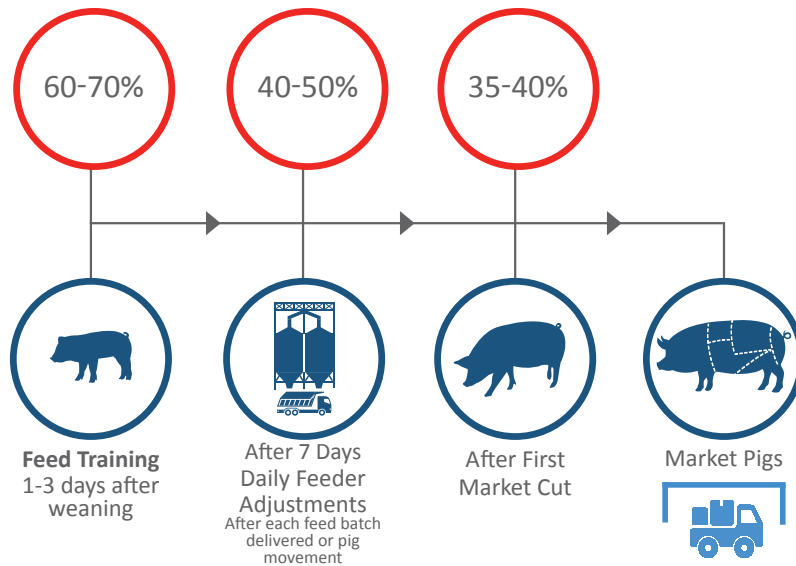 60-70%
40-50%
35-40%
Feed Training
1-3 days after
weaning
After 7 Days
Daily Feeder
Adjustments
After each feed batch
delivered or pig
movement
After First
Market Cut
Market Pigs